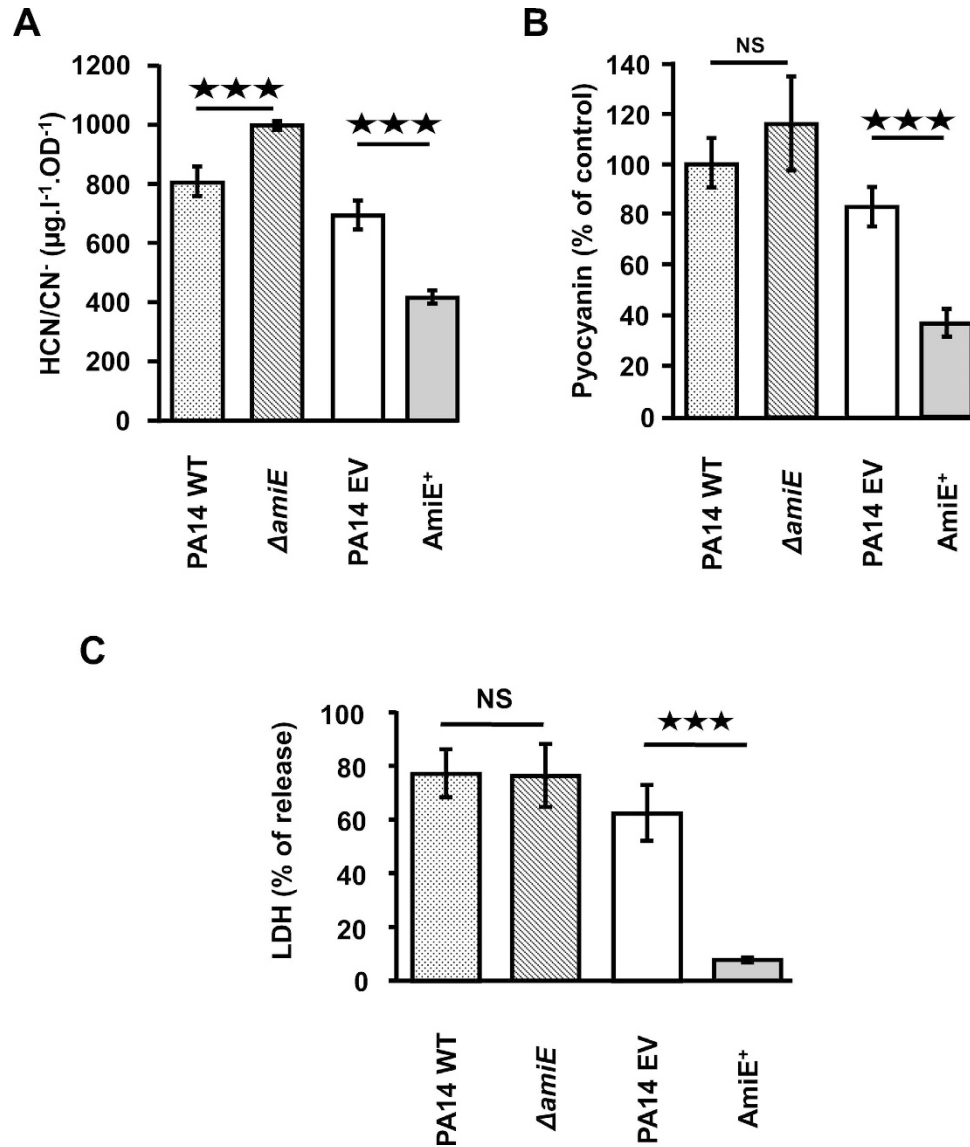 A
HCN/CN⁻ (µg.l⁻¹.OD⁻¹)
1200
1000
800
600
400
200
0
★★★
★★★
PA14 WT
ΔamiE
PA14 EV
AmiE⁺
B
Pyocyanin (% of control)
140
120
100
80
60
40
20
0
NS
★★★
PA14 WT
ΔamiE
PA14 EV
AmiE⁺
C
LDH (% of release)
100
80
60
40
20
0
NS
★★★
PA14 WT
ΔamiE
PA14 EV
AmiE⁺